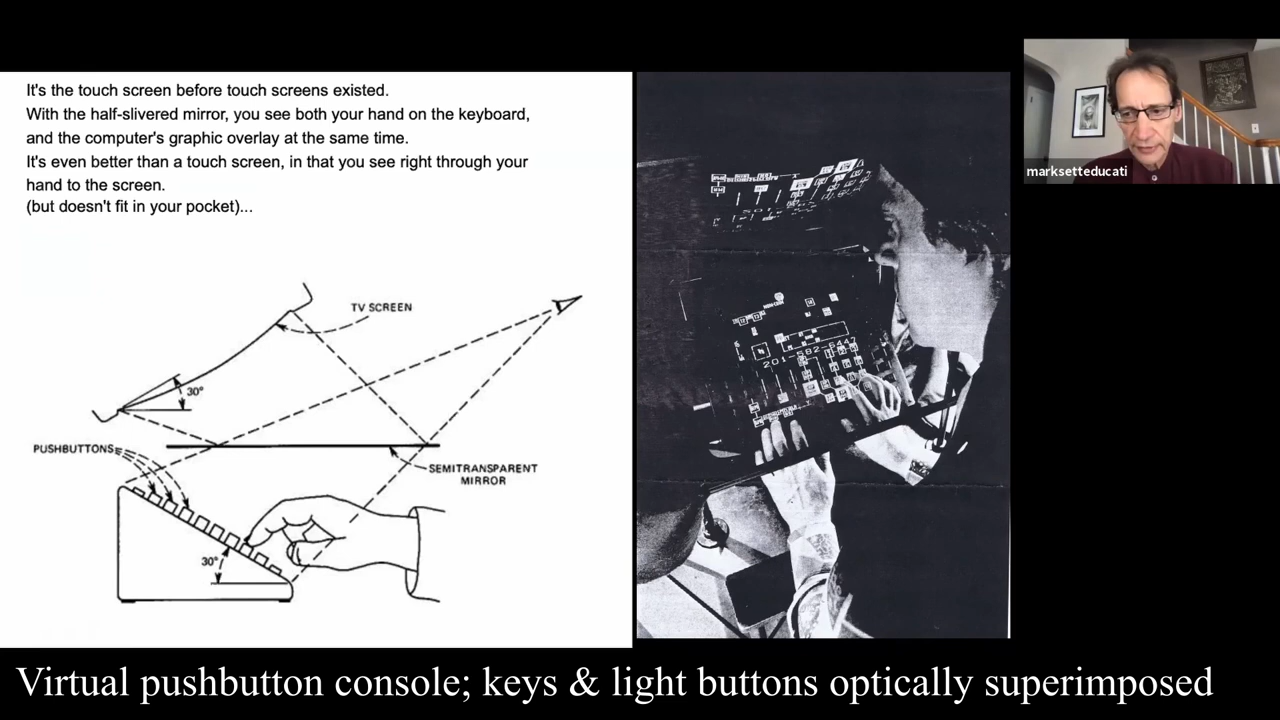 It's the touch screen before touch screens existed.
With the half-slivered mirror, you see both your hand on the keyboard,
and the computer's graphic overlay at the same time.
It's even better than a touch screen, in that you see right through your
hand to the screen.
(but doesn't fit in your pocket)...
TV SCREEN
30°
PUSHBUTTONS
SEMITRANSPARENT
MIRROR
30°
201-582-6447
marksetteducati
Virtual pushbutton console; keys & light buttons optically superimposed